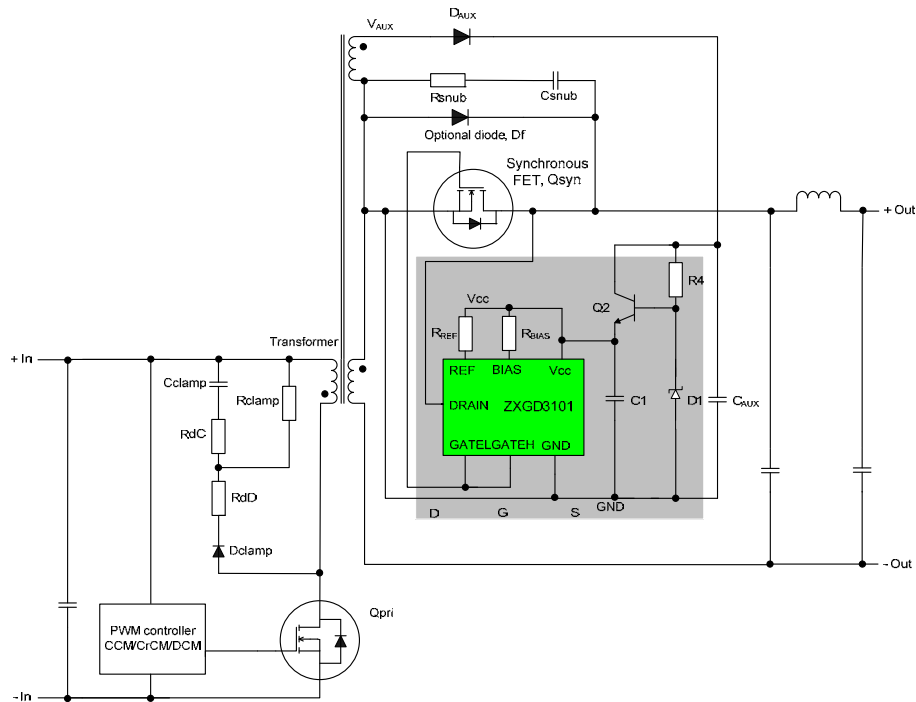 VAUX
DAUX
Rsnub
Csnub
Optional diode, Df
Synchronous
FET, Qsyn
+Out
R4
Q2
Vcc
RREF
RBIAS
Transformer
+In
REF BIAS Vcc
Cclamp
Rclamp
DRAIN ZXGD3101
C1
D1
CAUX
RdC
GATEL GATEH GND
RdD
GND
D G S
Dclamp
-Out
Qpri
PWM controller
CCM/CrCM/DCM
-In